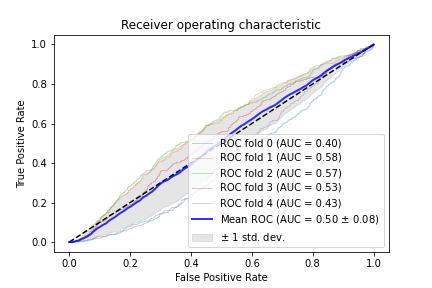 Receiver operating characteristic
1.0
0.8
0.6
0.4
0.2
0.0
True Positive Rate
ROC fold 0 (AUC = 0.40)
ROC fold 1 (AUC = 0.58)
ROC fold 2 (AUC = 0.57)
ROC fold 3 (AUC = 0.53)
ROC fold 4 (AUC = 0.43)
Mean ROC (AUC = 0.50 ± 0.08)
± 1 std. dev.
0.0 0.2 0.4 0.6 0.8 1.0
False Positive Rate